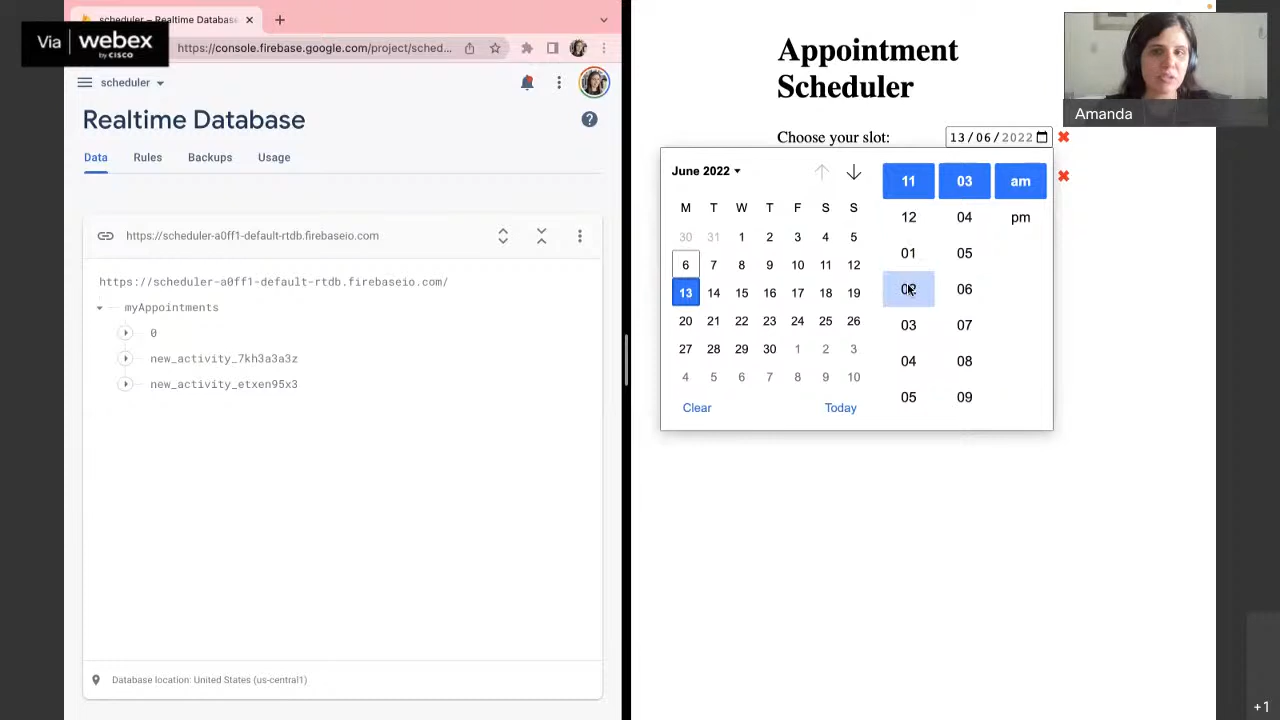 Via webex
by CISCO
scheduler – Realtime Database
https://console.firebase.google.com/project/sched...
scheduler
Realtime Database
Data Rules Backups Usage
https://scheduler-a0ff1-default-rtdb.firebaseio.com
https://scheduler-a0ff1-default-rtdb.firebaseio.com/
myAppointments
0
new_activity_7kh3a3a3z
new_activity_etxen95x3
Database location: United States (us-central1)
Appointment
Scheduler
Choose your slot: 13/06/2022
June 2022
M T W T F S S
30 31 1 2 3 4 5
6 7 8 9 10 11 12
13 14 15 16 17 18 19
20 21 22 23 24 25 26
27 28 29 30 1 2 3
4 5 6 7 8 9 10
Clear Today
11 03 am
12 04 pm
01 05
02 06
03 07
04 08
05 09
Amanda
+1